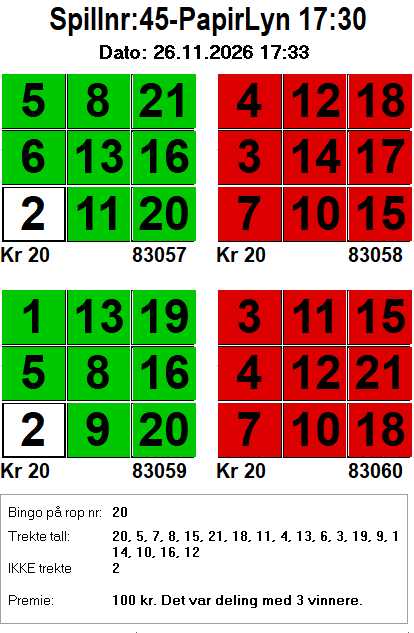 Spillnr:45-PapirLyn 17:30
Dato: 26.11.2026 17:33
5 8 21 4 12 18
6 13 16 3 14 17
2 11 20 7 10 15
Kr 20 83057 Kr 20 83058
1 13 19 3 11 15
5 8 16 4 12 21
2 9 20 7 10 18
Kr 20 83059 Kr 20 83060
Bingo på rop nr: 20
Trekte tall: 20, 5, 7, 8, 15, 21, 18, 11, 4, 13, 6, 3, 19, 9, 1
14, 10, 16, 12
IKKE trekte 2
Premie: 100 kr. Det var deling med 3 vinnere.